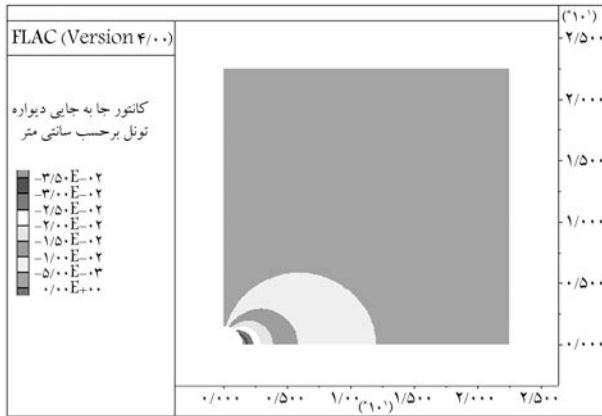 FLAC (Version ۴/۰۰)
کانتور جا به جایی دیواره
تونل برحسب سانتی متر
-۳/۵۰E-۰۲
-۳/۰۰E-۰۲
-۲/۵۰E-۰۲
-۲/۰۰E-۰۲
-۱/۵۰E-۰۲
-۱/۰۰E-۰۲
-۵/۰۰E-۰۳
۰/۰۰E+۰۰
(*۱۰^۱)
۲/۵۰۰
۲/۰۰۰
۱/۵۰۰
۱/۰۰۰
۰/۵۰۰
۰/۰۰۰
۰/۰۰۰ ۰/۵۰۰ ۱/۰۰۰ ۱/۵۰۰ ۲/۰۰۰ ۲/۵۰۰
(*۱۰^۱)